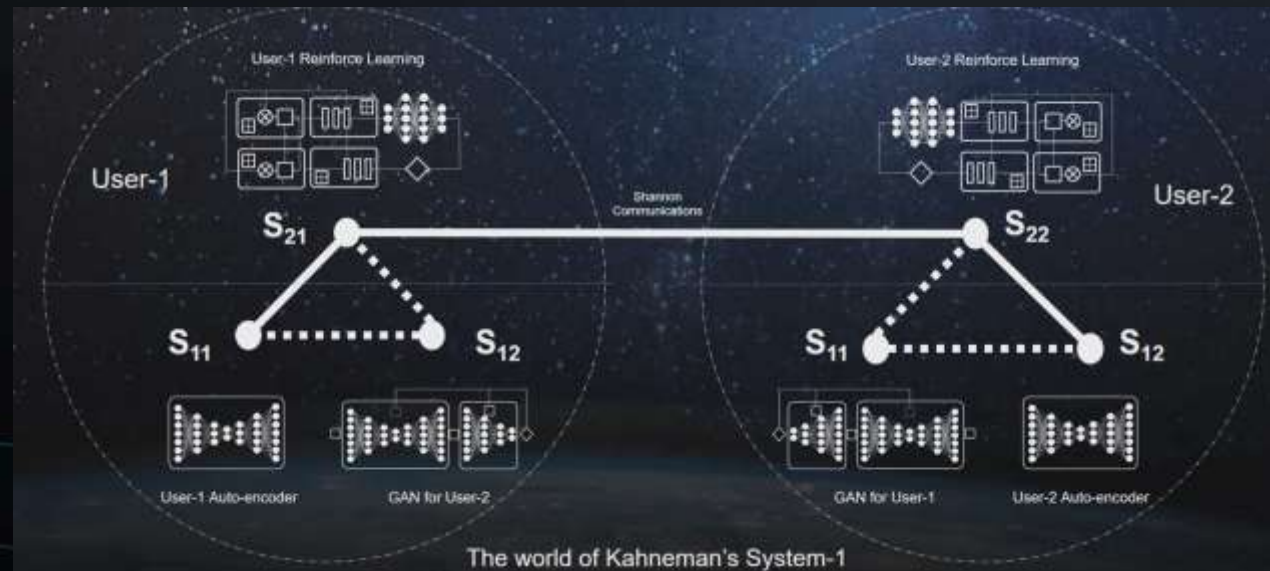 User-1 Reinforce Learning
User-2 Reinforce Learning
User-1
User-2
Shannon
Communications
S21
S22
S11
S12
S11
S12
User-1 Auto-encoder
GAN for User-2
GAN for User-1
User-2 Auto-encoder
The world of Kahneman's System-1